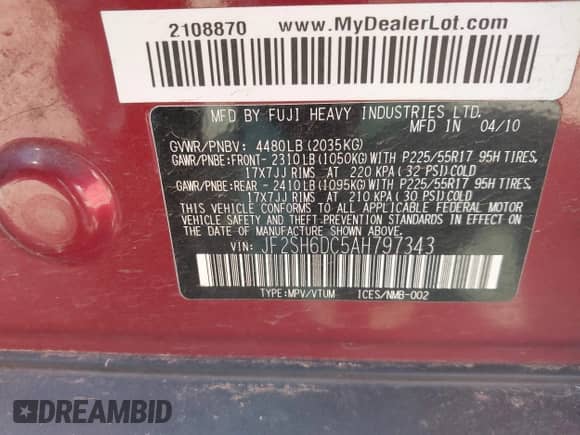 2108870 www.MyDealerLot.com
MFD BY FUJI HEAVY INDUSTRIES LTD.
MFD IN 04/10
GVWR/PNBV: 4480LB(2035KG)
GAWR/PNBE:FRONT-2310LB(1050KG)WITH P225/55R17 95H TIRES,
17X7JJ RIMS AT 220 KPA(32 PSI)COLD
GAWR/PNBE:REAR -2410LB(1095KG)WITH P225/55R17 95H TIRES,
17X7JJ RIMS AT 210 KPA(30 PSI)COLD
THIS VEHICLE CONFORMS TO ALL APPLICABLE FEDERAL MOTOR
VEHICLE SAFETY AND THEFT PREVENTION STANDARDS IN EFFECT
ON THE DATE OF MANUFACTURE SHOWN ABOVE.
VIN: JF2SH6DC5AH797343
TYPE:MPV/VTUM ICES/NMB-002
DREAMBID